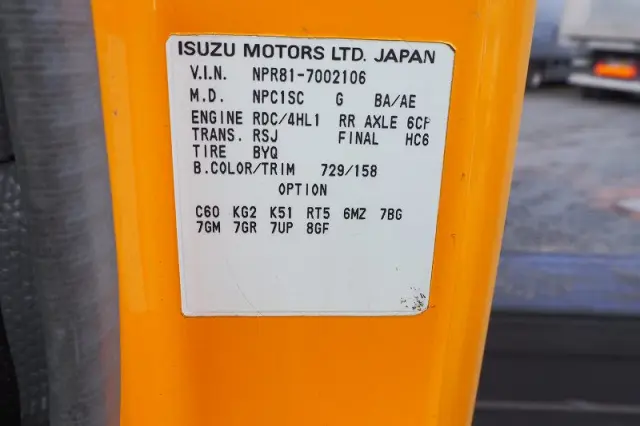 ISUZU MOTORS LTD. JAPAN
V.I.N. NPR81-7002106
M.D. NPC1SC G BA/AE
ENGINE RDC/4HL1 RR AXLE 6CF
TRANS. RSJ FINAL HC6
TIRE BYQ
B.COLOR/TRIM 729/158
OPTION
C60 KG2 K51 RT5 6MZ 7BG
7GM 7GR 7UP 8GF